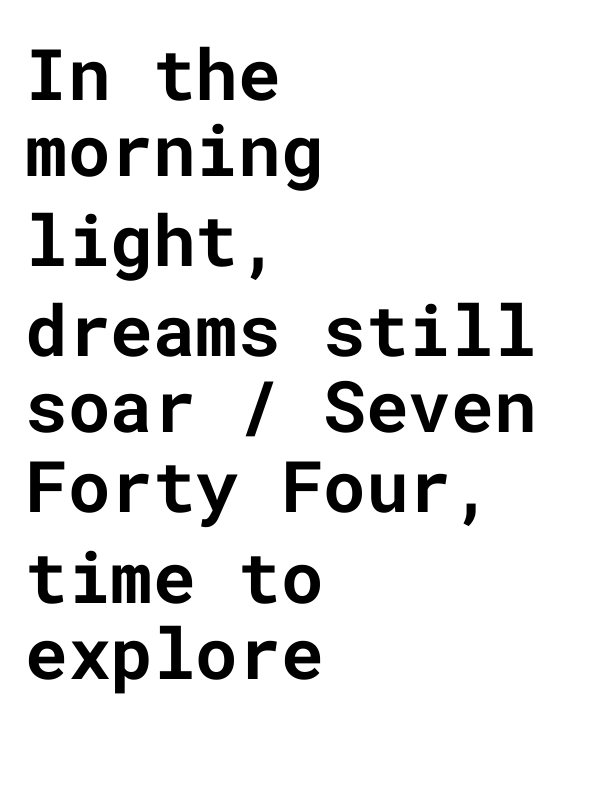 In the
morning
light,
dreams still
soar / Seven
Forty Four,
time to
explore